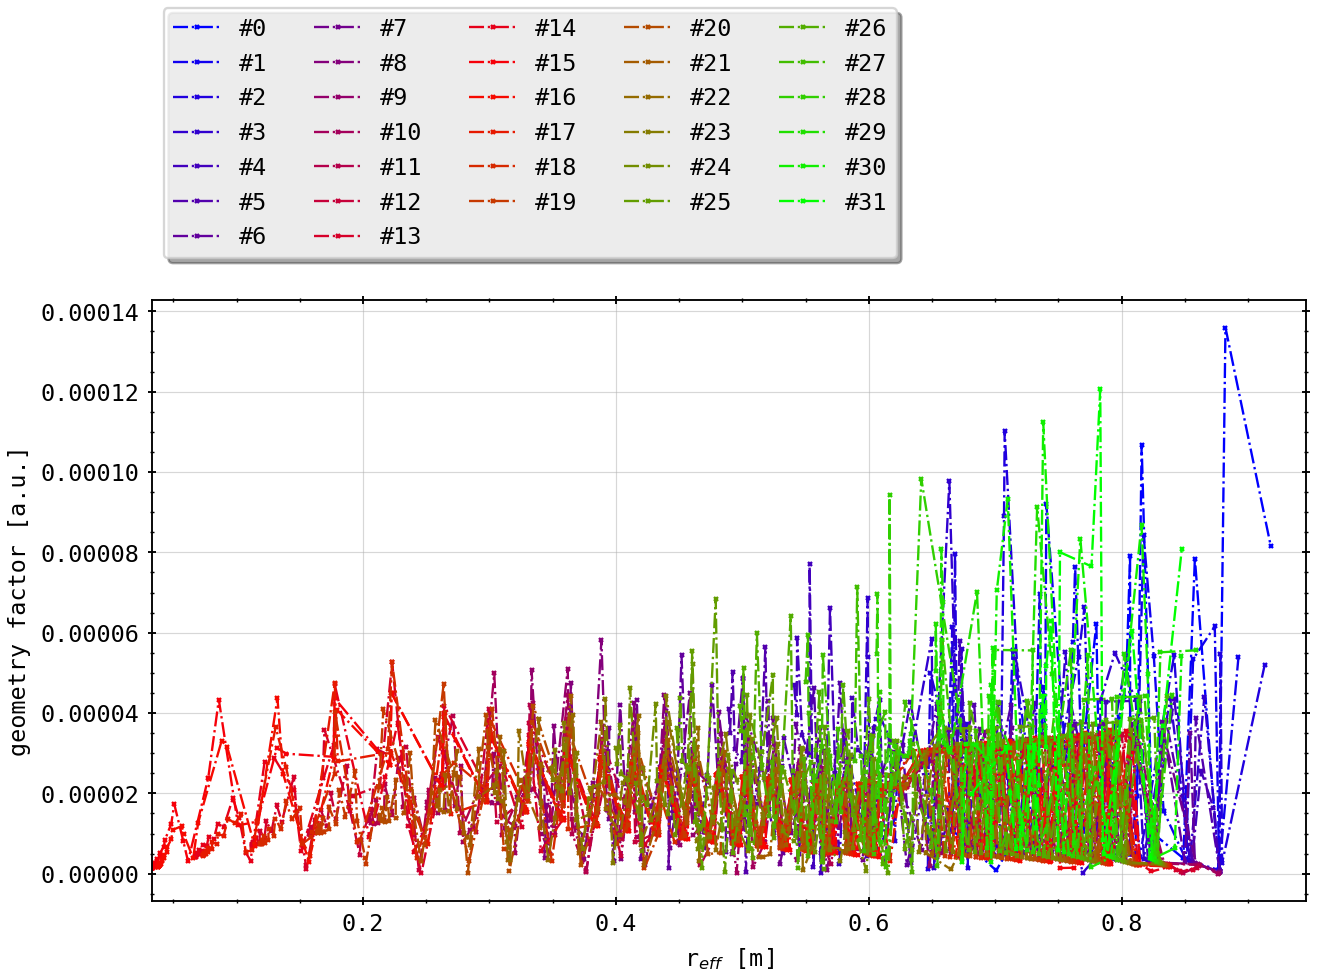 #0 #7 #14 #20 #26
#1 #8 #15 #21 #27
#2 #9 #16 #22 #28
#3 #10 #17 #23 #29
#4 #11 #18 #24 #30
#5 #12 #19 #25 #31
#6 #13
0.00014
0.00012
0.00010
0.00008
0.00006
0.00004
0.00002
0.00000
geometry factor [a.u.]
0.2 0.4 0.6 0.8
r_eff [m]